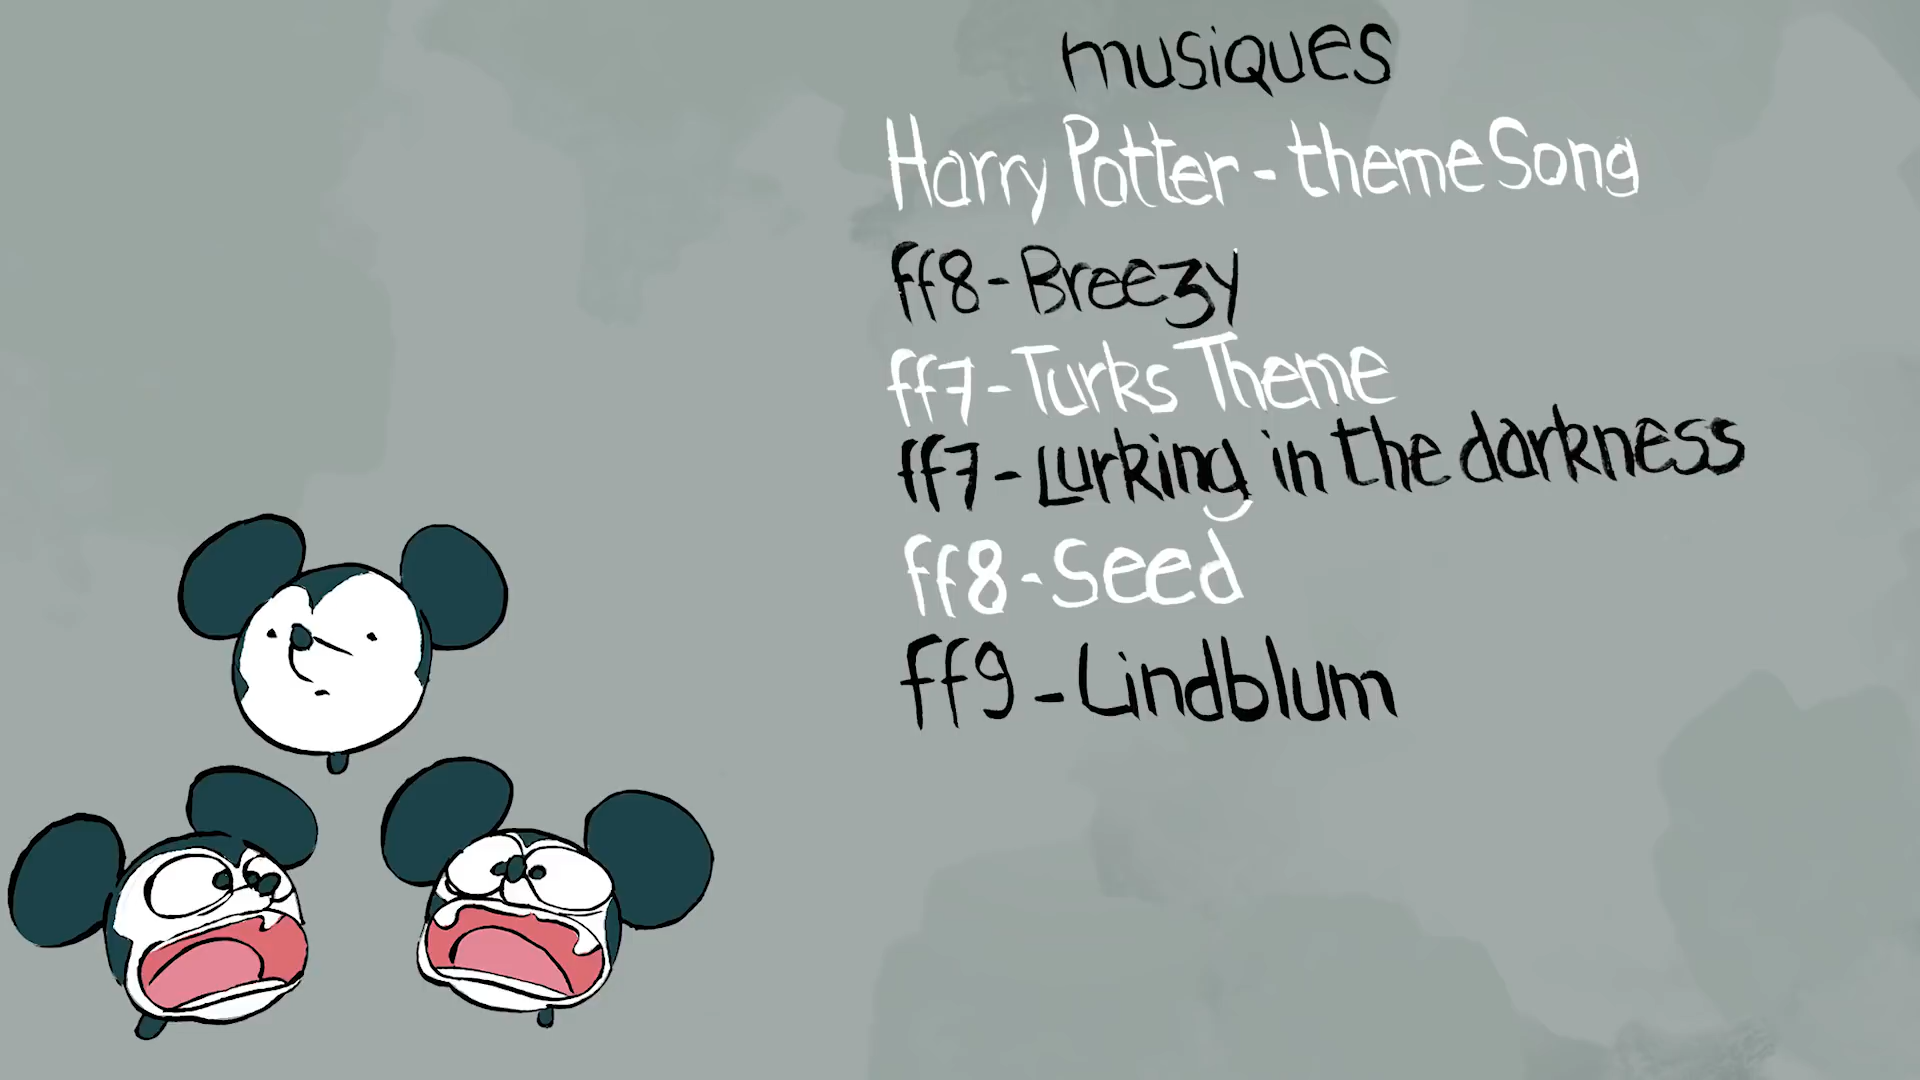 musiques
Harry Potter - theme Song
ff8 - Breezy
ff7 - Turks Theme
ff7 - Lurking in the darkness
ff8 - Seed
ff9 - Lindblum